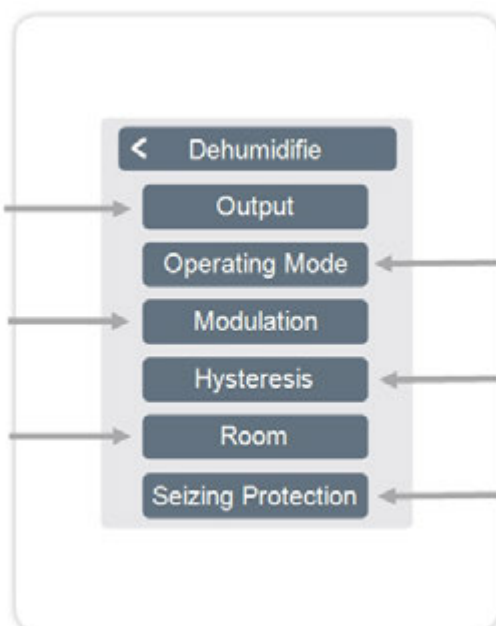 < Dehumidifie
Output
Operating Mode
Modulation
Hysteresis
Room
Seizing Protection